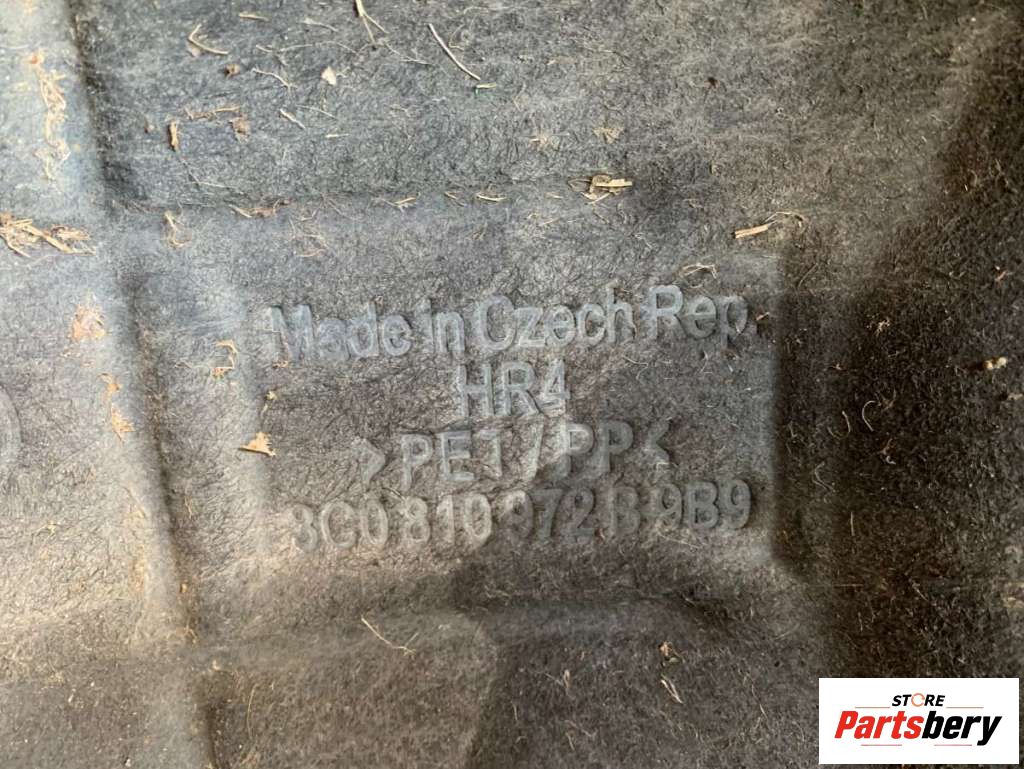 Made in Czech Rep.
HR4
>PET/PP<
3C0 810 972 B 9B9
STORE
Partsbery